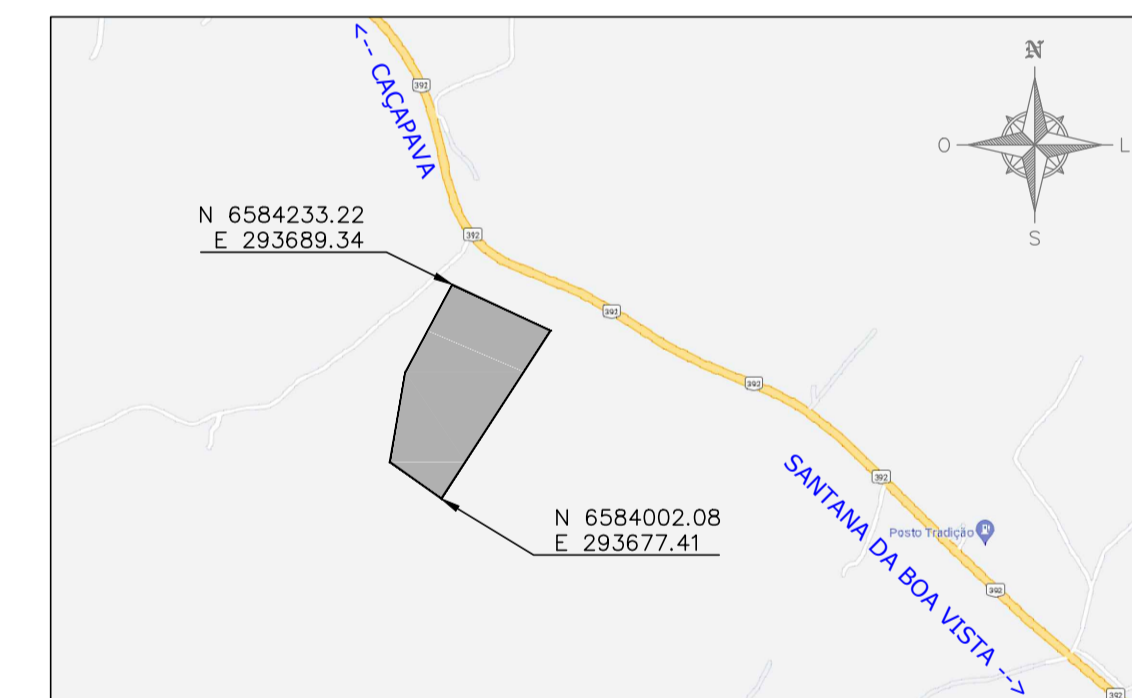 N
<--- CAÇAPAVA
392
O
L
N 6584233.22
E 293689.34
392
S
392
392
SANTANA DA BOA VISTA -->
392
N 6584002.08
E 293677.41
Posto Tradição
392
392